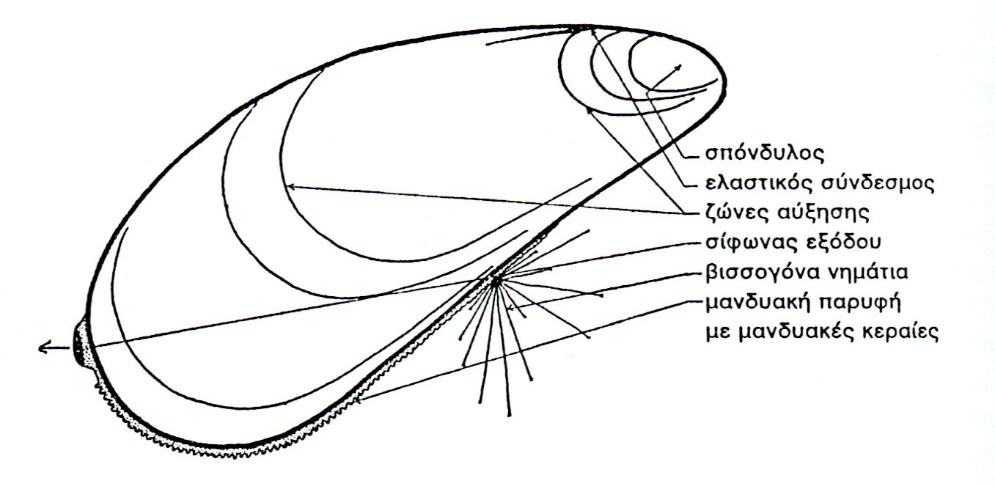 σπόνδυλος
ελαστικός σύνδεσμος
ζώνες αύξησης
σίφωνας εξόδου
βισσογόνα νημάτια
μανδυακή παρυφή
με μανδυακές κεραίες